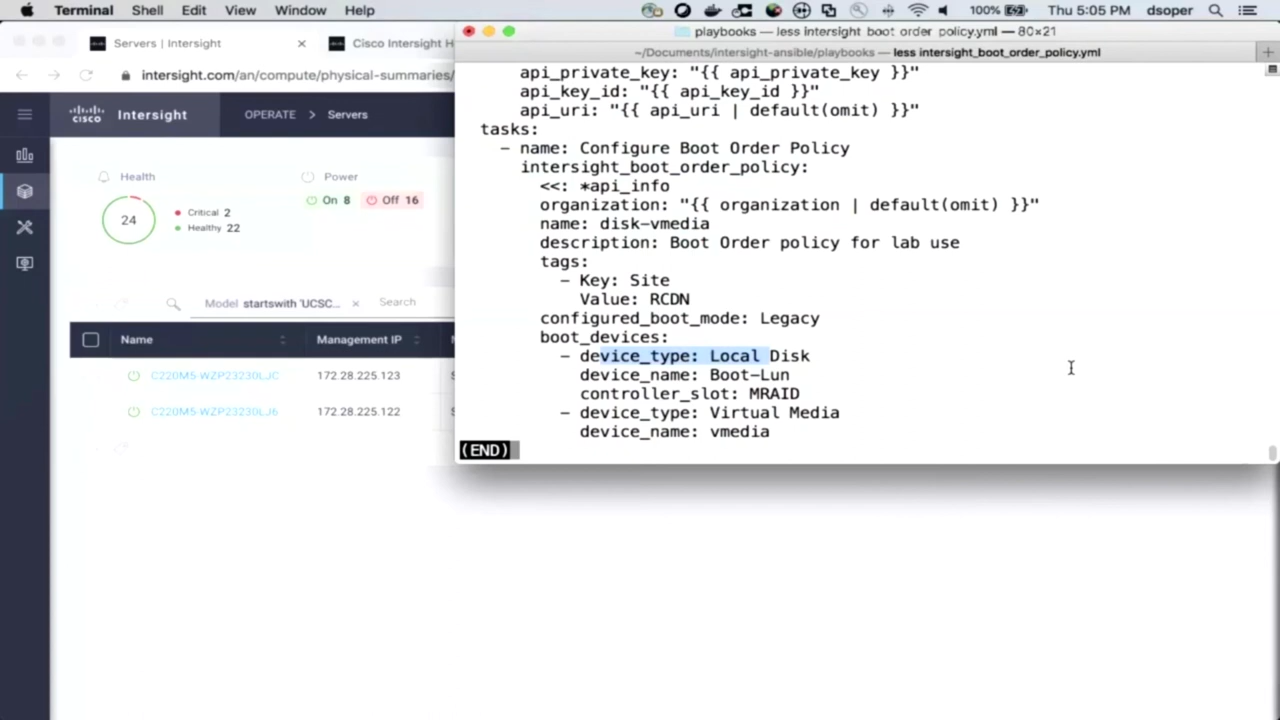 Terminal Shell Edit View Window Help 100% Thu 5:05 PM dsoper
Servers | Intersight × Cisco Intersight H
intersight.com/an/compute/physical-summaries/
cisco Intersight OPERATE > Servers
Health Power
24 Critical 2 On 8 Off 16
Healthy 22
Model startswith 'UCSC... × Search
Name Management IP
C220M5-WZP23230LJC 172.28.225.123
C220M5-WZP23230LJ6 172.28.225.122
playbooks — less intersight_boot_order_policy.yml — 80×21
~/Documents/intersight-ansible/playbooks — less intersight_boot_order_policy.yml
api_private_key: "{{ api_private_key }}"
api_key_id: "{{ api_key_id }}"
api_uri: "{{ api_uri | default(omit) }}"
tasks:
- name: Configure Boot Order Policy
intersight_boot_order_policy:
<<: *api_info
organization: "{{ organization | default(omit) }}"
name: disk-vmedia
description: Boot Order policy for lab use
tags:
- Key: Site
Value: RCDN
configured_boot_mode: Legacy
boot_devices:
- device_type: Local Disk
device_name: Boot-Lun
controller_slot: MRAID
- device_type: Virtual Media
device_name: vmedia
(END)